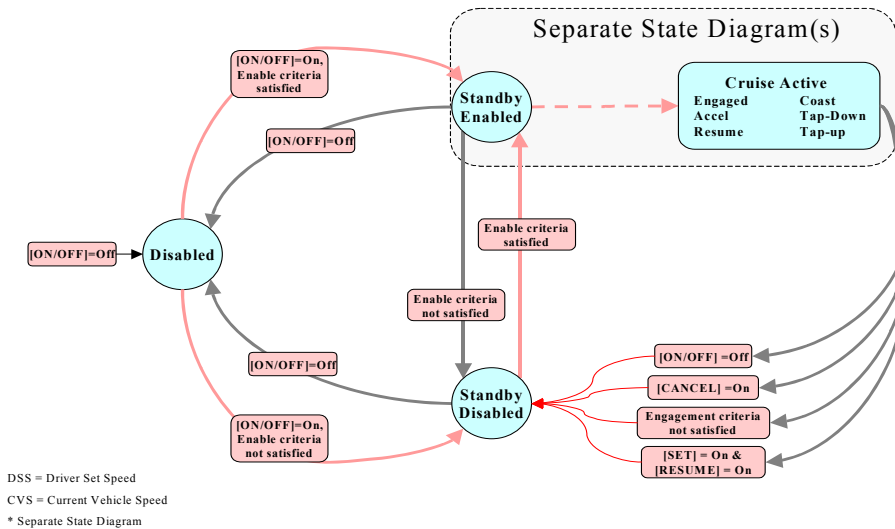 Separate State Diagram(s)
[ON/OFF]=On,
Enable criteria
satisfied
Standby
Enabled
Cruise Active
Engaged Coast
Accel Tap-Down
Resume Tap-up
[ON/OFF]=Off
[ON/OFF]=Off
Disabled
Enable criteria
satisfied
Enable criteria
not satisfied
[ON/OFF]=Off
[ON/OFF] =Off
[CANCEL] =On
Standby
Disabled
Engagement criteria
not satisfied
[ON/OFF]=On,
Enable criteria
not satisfied
[SET] = On &
[RESUME] =
On
DSS = Driver Set Speed
CVS = Current Vehicle Speed
* Separate State Diagram